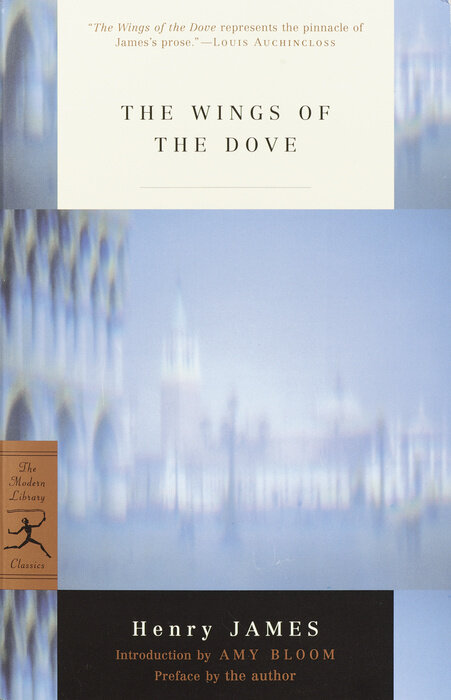 “The Wings of the Dove represents the pinnacle of
James’s prose.”—LOUIS AUCHINCLOSS
THE WINGS OF
THE DOVE
The
Modern
Library
Classics
Henry JAMES
Introduction by AMY BLOOM
Preface by the author